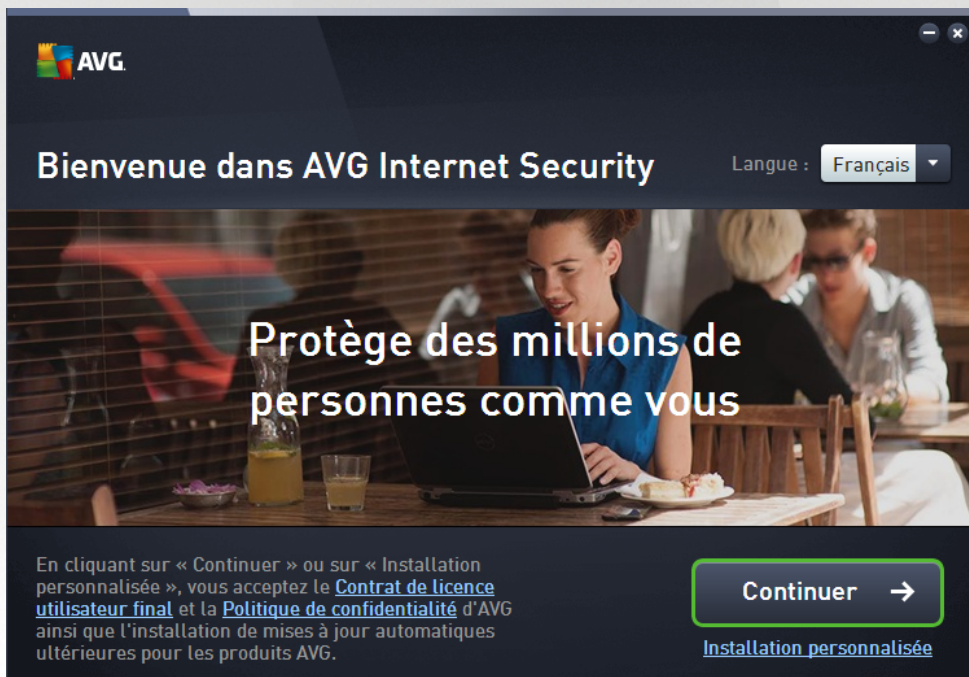 AVG.
Bienvenue dans AVG Internet Security
Langue :
Français
Protège des millions de
personnes comme vous
En cliquant sur « Continuer » ou sur « Installation
personnalisée », vous acceptez le Contrat de licence
utilisateur final et la Politique de confidentialité d'AVG
ainsi que l'installation de mises à jour automatiques
ultérieures pour les produits AVG.
Continuer →
Installation personnalisée